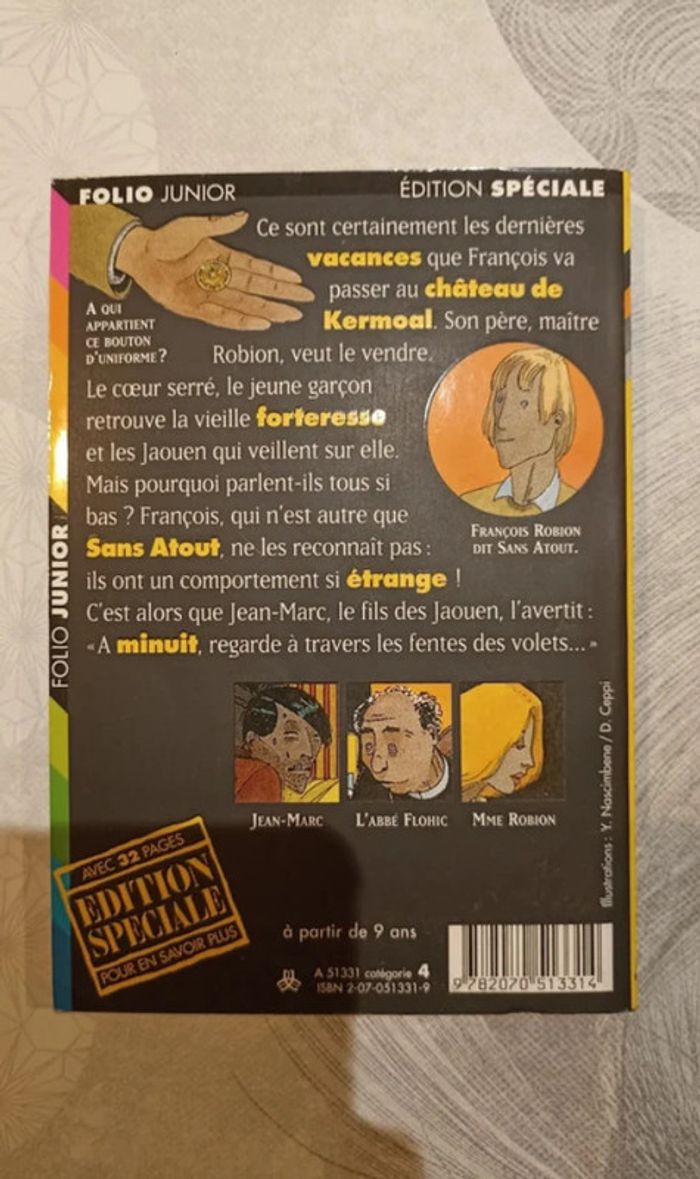 FOLIO JUNIOR
ÉDITION SPÉCIALE
Ce sont certainement les dernières
vacances que François va
passer au château de
Kermoal. Son père, maître
Robion, veut le vendre.
A QUI
APPARTIENT
CE BOUTON
D'UNIFORME ?
Le cœur serré, le jeune garçon
retrouve la vieille forteresse
et les Jaouen qui veillent sur elle.
Mais pourquoi parlent-ils tous si
bas ? François, qui n'est autre que
Sans Atout, ne les reconnaît pas :
ils ont un comportement si étrange !
C'est alors que Jean-Marc, le fils des Jaouen, l'avertit :
« A minuit, regarde à travers les fentes des volets... »
FRANÇOIS ROBION
DIT SANS ATOUT.
FOLIO JUNIOR
JEAN-MARC
L'ABBÉ FLOHIC
MME ROBION
Illustrations : Y. Nascimbene / D. Ceppi
AVEC 32 PAGES
EDITION
SPECIALE
POUR EN SAVOIR PLUS
à partir de 9 ans
A 51331 catégorie 4
ISBN 2-07-051331-9
9 782070 513314